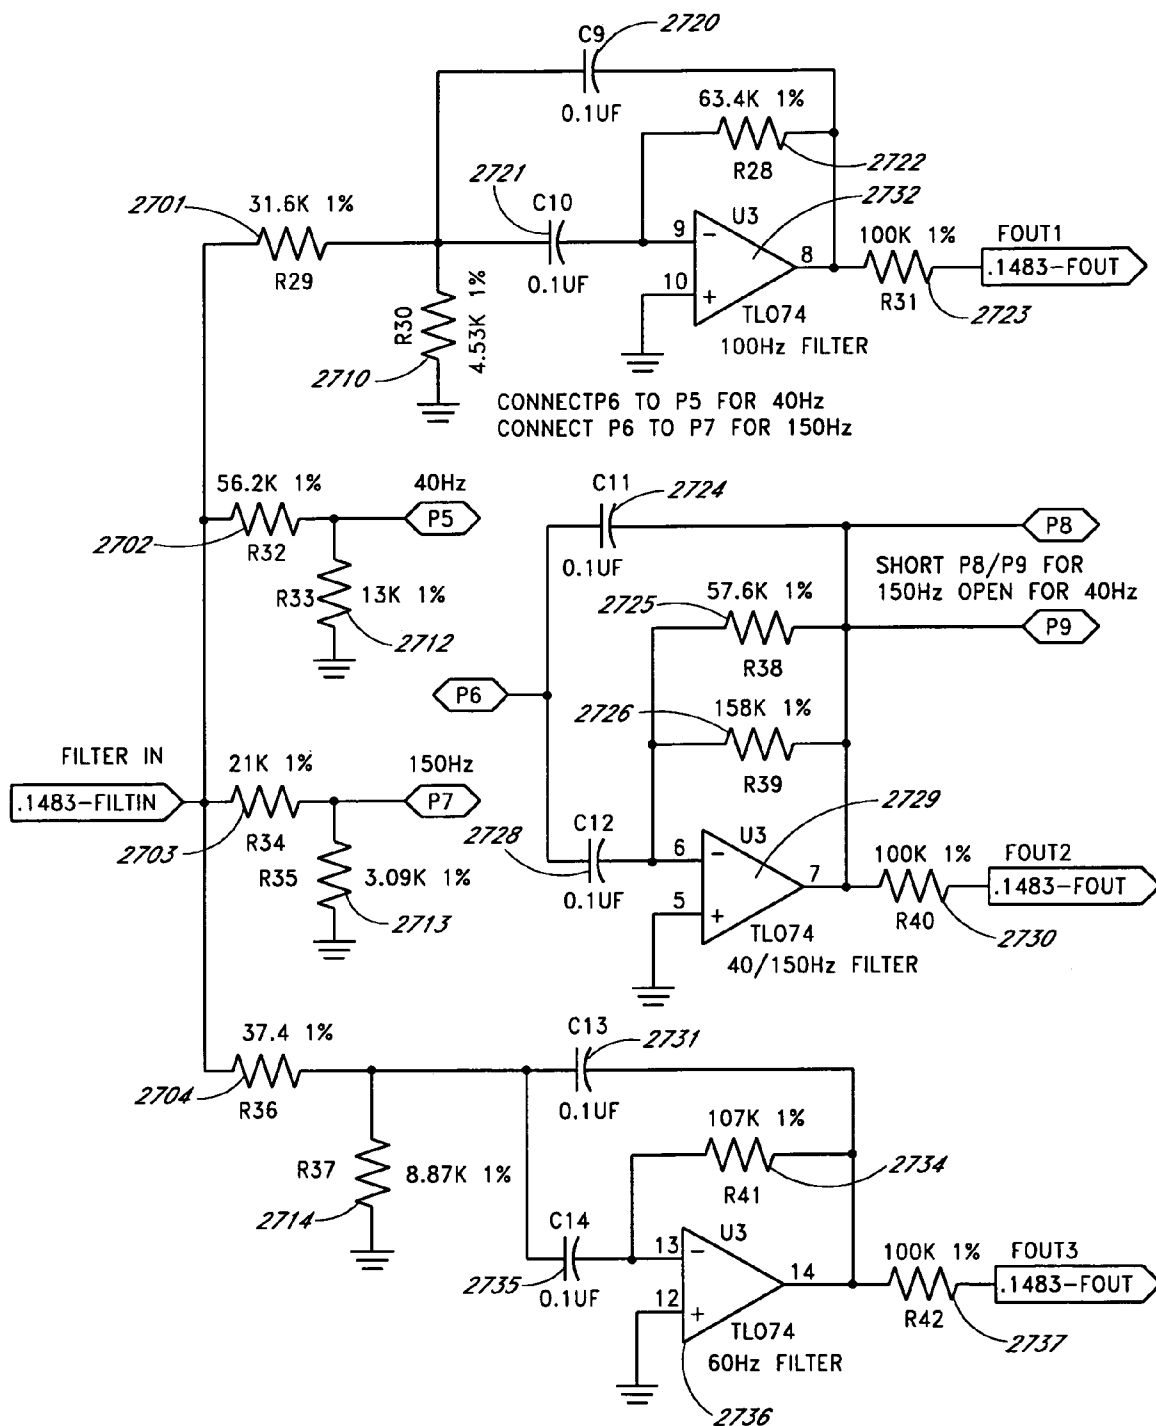 C9
2720
0.1UF
63.4K 1%
R28
2722
2721
C10
0.1UF
2701
31.6K 1%
R29
U3
2732
9
-
10
+
8
TL074
100Hz FILTER
100K 1%
R31
2723
FOUT1
.1483-FOUT
R30
4.53K 1%
2710
CONNECTP6 TO P5 FOR 40Hz
CONNECT P6 TO P7 FOR 150Hz
56.2K 1%
2702
R32
40Hz
P5
R33
13K 1%
2712
C11
2724
0.1UF
P8
SHORT P8/P9 FOR
150Hz OPEN FOR 40Hz
P9
2725
57.6K 1%
R38
P6
2726
158K 1%
R39
FILTER IN
.1483-FILTIN
21K 1%
2703
R34
150Hz
P7
R35
3.09K 1%
2713
2728
C12
0.1UF
U3
2729
6
-
5
+
7
TL074
40/150Hz FILTER
100K 1%
R40
2730
FOUT2
.1483-FOUT
37.4 1%
2704
R36
C13
2731
0.1UF
R37
8.87K 1%
2714
107K 1%
R41
2734
C14
2735
0.1UF
U3
13
-
12
+
14
TL074
60Hz FILTER
2736
100K 1%
R42
2737
FOUT3
.1483-FOUT